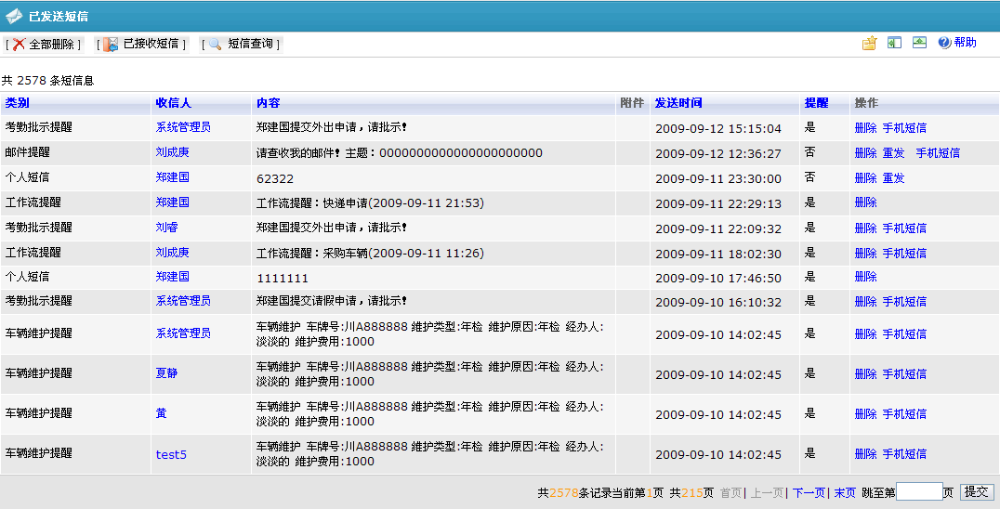 已发送短信
[ 全部删除 ] [ 已接收短信 ] [ 短信查询 ] 帮助
共 2578 条短信息
类别 收信人 内容 附件 发送时间 提醒 操作
考勤批示提醒 系统管理员 郑建国提交外出申请，请批示! 2009-09-12 15:15:04 是 删除 手机短信
邮件提醒 刘成庚 请查收我的邮件! 主题：0000000000000000000000 2009-09-12 12:36:27 否 删除 重发 手机短信
个人短信 郑建国 62322 2009-09-11 23:30:00 否 删除 重发
工作流提醒 郑建国 工作流提醒：快递申请(2009-09-11 21:53) 2009-09-11 22:29:13 是 删除
考勤批示提醒 刘睿 郑建国提交外出申请，请批示! 2009-09-11 22:09:32 是 删除 手机短信
工作流提醒 刘成庚 工作流提醒：采购车辆(2009-09-11 11:26) 2009-09-11 18:02:30 是 删除 手机短信
个人短信 郑建国 1111111 2009-09-10 17:46:50 是 删除
考勤批示提醒 系统管理员 郑建国提交请假申请，请批示! 2009-09-10 16:10:32 是 删除 手机短信
车辆维护提醒 系统管理员 车辆维护 车牌号:川A888888 维护类型:年检 维护原因:年检 经办人:
淡淡的 维护费用:1000 2009-09-10 14:02:45 是 删除 手机短信
车辆维护提醒 夏静 车辆维护 车牌号:川A888888 维护类型:年检 维护原因:年检 经办人:
淡淡的 维护费用:1000 2009-09-10 14:02:45 是 删除 手机短信
车辆维护提醒 黄 车辆维护 车牌号:川A888888 维护类型:年检 维护原因:年检 经办人:
淡淡的 维护费用:1000 2009-09-10 14:02:45 是 删除 手机短信
车辆维护提醒 test5 车辆维护 车牌号:川A888888 维护类型:年检 维护原因:年检 经办人:
淡淡的 维护费用:1000 2009-09-10 14:02:45 是 删除 手机短信
共2578条记录当前第1页 共215页 首页| 上一页| 下一页| 末页 跳至第 页 提交